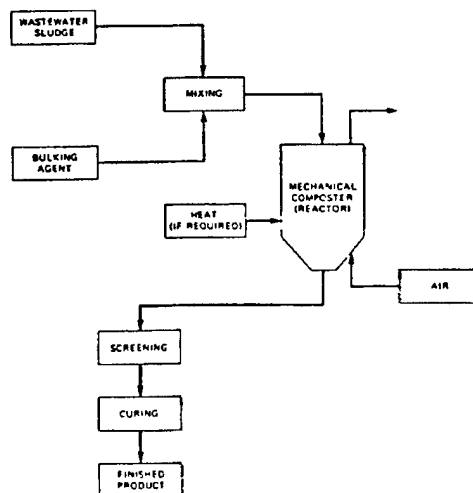 WASTEWATER
SLUDGE
MIXING
BULKING
AGENT
MECHANICAL
COMPOSTER
(REACTOR)
HEAT
(IF REQUIRED)
AIR
SCREENING
CURING
FINISHED
PRODUCT